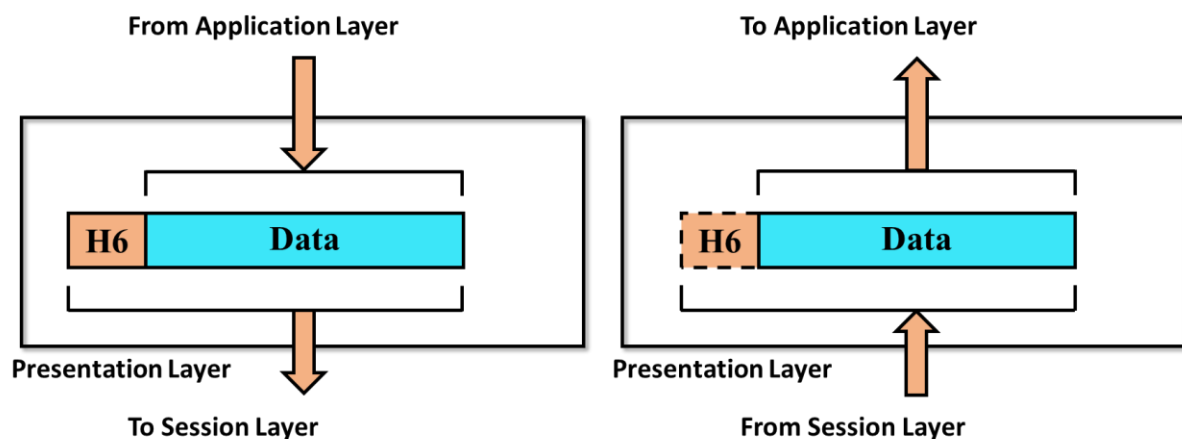 From Application Layer
H6
Data
Presentation Layer
To Session Layer
To Application Layer
H6
Data
Presentation Layer
From Session Layer